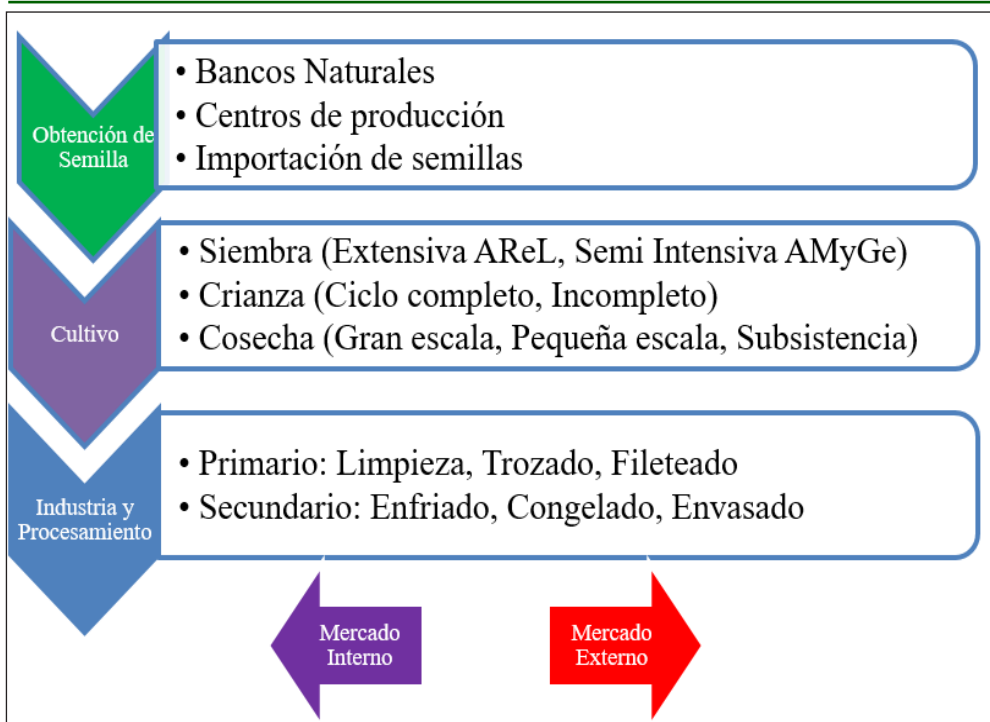 Obtención de
Semilla
• Bancos Naturales
• Centros de producción
• Importación de semillas
Cultivo
• Siembra (Extensiva AReL, Semi Intensiva AMyGe)
• Crianza (Ciclo completo, Incompleto)
• Cosecha (Gran escala, Pequeña escala, Subsistencia)
Industria y
Procesamiento
• Primario: Limpieza, Trozado, Fileteado
• Secundario: Enfriado, Congelado, Envasado
Mercado
Interno
Mercado
Externo